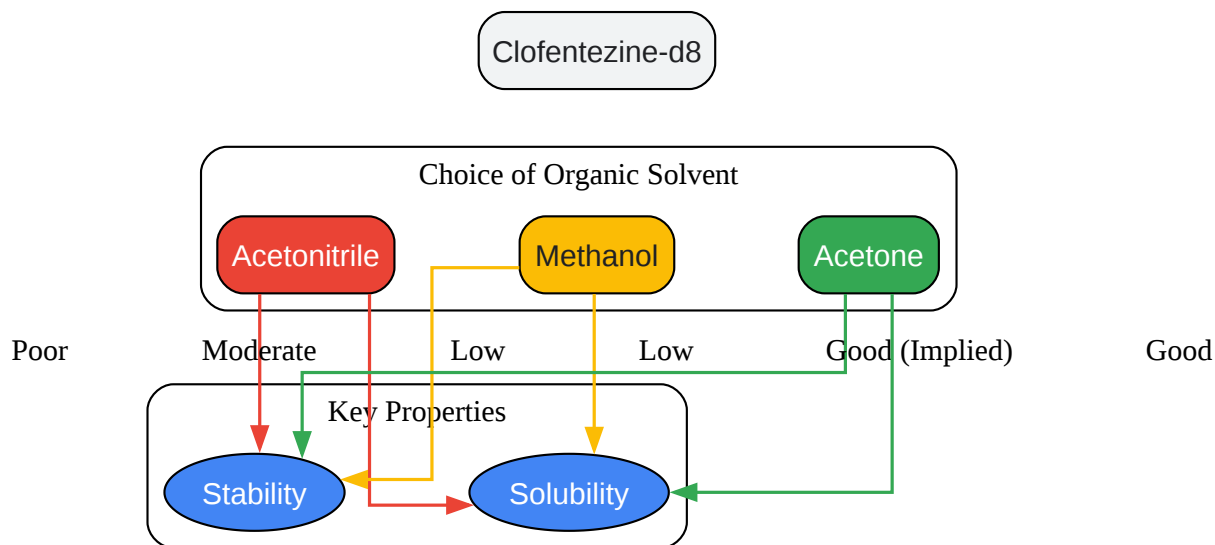 Clofentezine-d8
Choice of Organic Solvent
Acetonitrile
Methanol
Acetone
Poor
Moderate
Low
Low
Good (Implied)
Good
Key Properties
Stability
Solubility